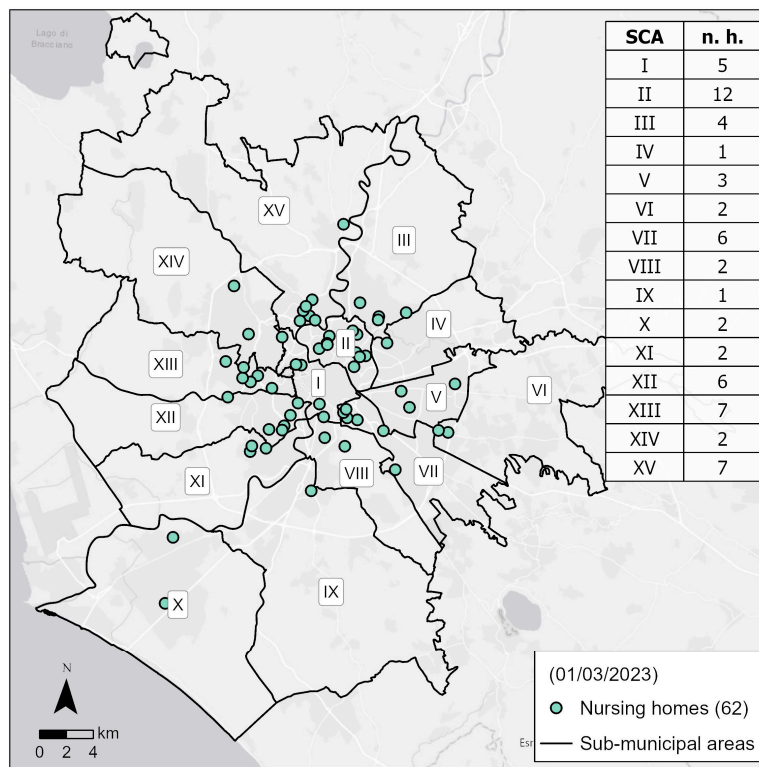 Lago di
Bracciano
SCA n. h.
I 5
II 12
III 4
IV 1
V 3
VI 2
VII 6
VIII 2
IX 1
X 2
XI 2
XII 6
XIII 7
XIV 2
XV 7
XV
III
XIV
IV
II
XIII
I
V
VI
XII
VIII
VII
XI
IX
X
N
km
0 2 4
(01/03/2023)
Nursing homes (62)
Esr
Sub-municipal areas